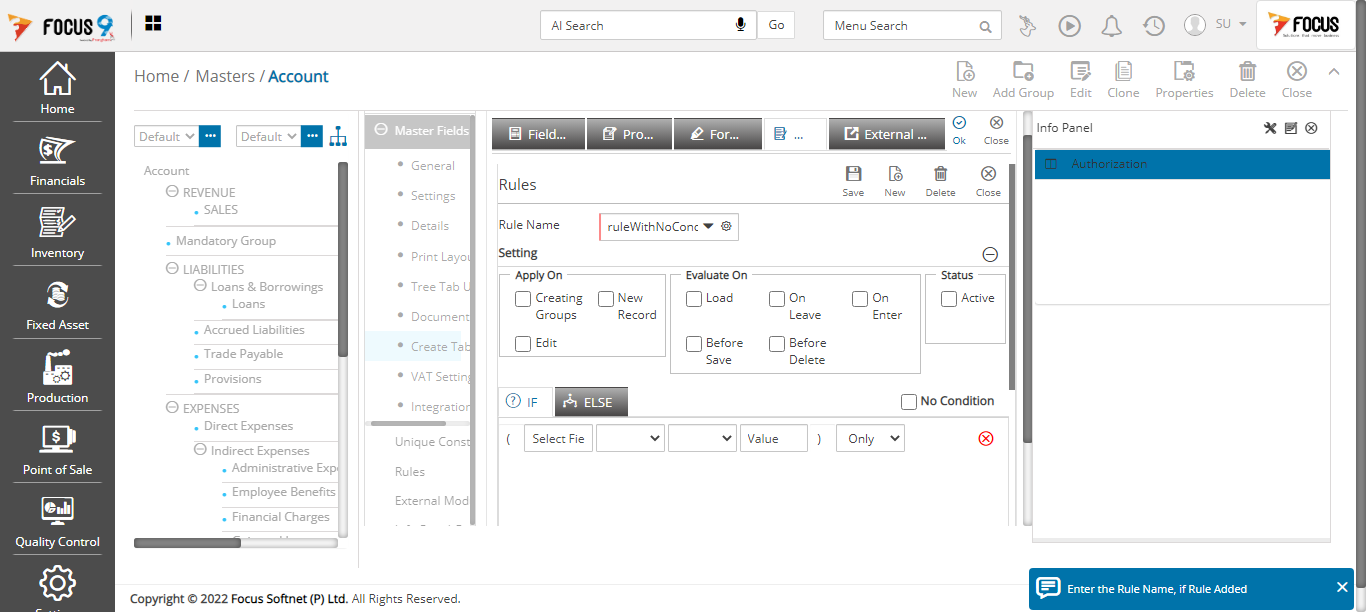 FOCUS 9
AI Search
Go
Menu Search
SU
FOCUS
Home / Masters / Account
New
Add Group
Edit
Clone
Properties
Delete
Close
Home
Financials
Inventory
Fixed Asset
Production
Point of Sale
Quality Control
Default
Default
Account
REVENUE
SALES
Mandatory Group
LIABILITIES
Loans & Borrowings
Loans
Accrued Liabilities
Trade Payable
Provisions
EXPENSES
Direct Expenses
Indirect Expenses
Administrative Expe
Employee Benefits
Financial Charges
Master Fields
General
Settings
Details
Print Layou
Tree Tab U
Document
Create Tab
VAT Setting
Integration
Unique Const
Rules
External Mod
Field...
Pro...
For...
...
External ...
Ok
Close
Rules
Save
New
Delete
Close
Rule Name
ruleWithNoConc
Setting
Apply On
Creating Groups
New Record
Edit
Evaluate On
Load
On Leave
On Enter
Before Save
Before Delete
Status
Active
IF
ELSE
No Condition
( Select Fie Value ) Only
Info Panel
Authorization
Copyright © 2022 Focus Softnet (P) Ltd. All Rights Reserved.
Enter the Rule Name, if Rule Added